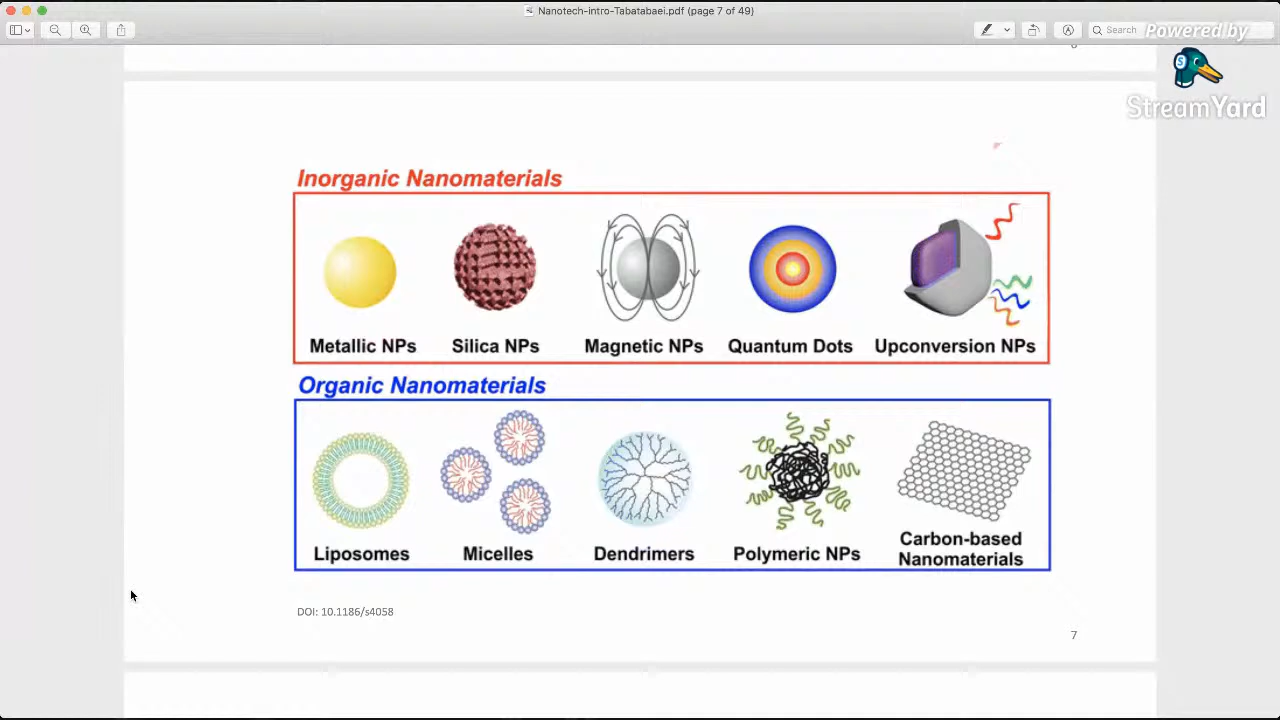 Nanotech-intro-Tabatabaei.pdf (page 7 of 49)
Search
Powered by
S
StreamYard
Inorganic Nanomaterials
Metallic NPs
Silica NPs
Magnetic NPs
Quantum Dots
Upconversion NPs
Organic Nanomaterials
Liposomes
Micelles
Dendrimers
Polymeric NPs
Carbon-based
Nanomaterials
DOI: 10.1186/s4058
7